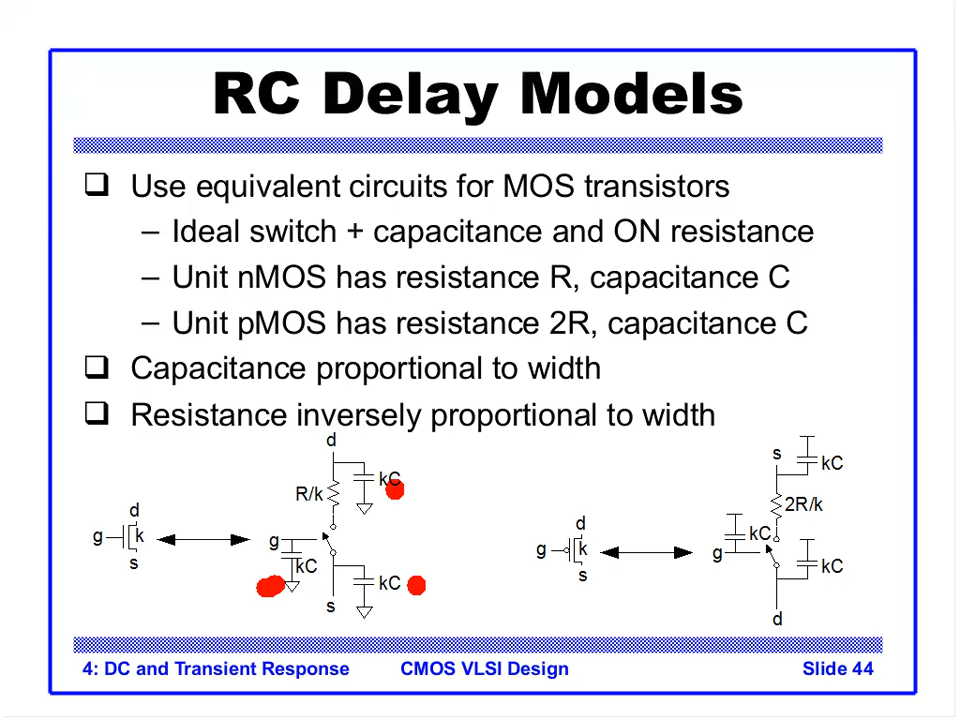 RC Delay Models
❑ Use equivalent circuits for MOS transistors
– Ideal switch + capacitance and ON resistance
– Unit nMOS has resistance R, capacitance C
– Unit pMOS has resistance 2R, capacitance C
❑ Capacitance proportional to width
❑ Resistance inversely proportional to width
d
g
k
s
d
kC
R/k
g
kC
kC
s
d
g
k
s
s
kC
2R/k
kC
g
kC
d
4: DC and Transient Response
CMOS VLSI Design
Slide 44